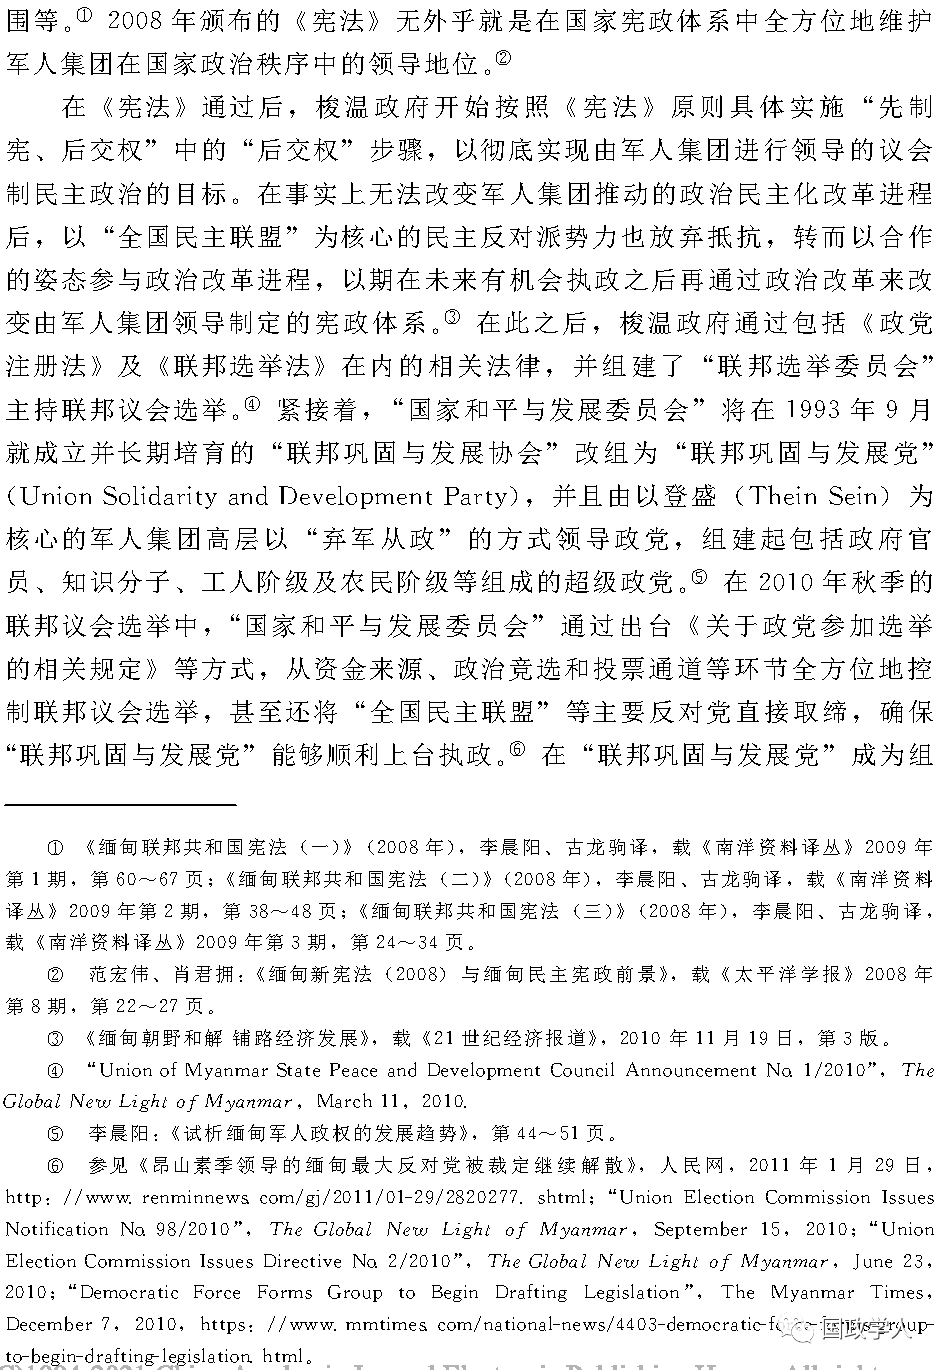 围等。① 2008 年颁布的《宪法》无外乎就是在国家宪政体系中全方位地维护
军人集团在国家政治秩序中的领导地位。②
在《宪法》通过后，梭温政府开始按照《宪法》原则具体实施“先制
宪、后交权”中的“后交权”步骤，以彻底实现由军人集团进行领导的议会
制民主政治的目标。在事实上无法改变军人集团推动的政治民主化改革进程
后，以“全国民主联盟”为核心的民主反对派势力也放弃抵抗，转而以合作
的姿态参与政治改革进程，以期在未来有机会执政之后再通过政治改革来改
变由军人集团领导制定的宪政体系。③ 在此之后，梭温政府通过包括《政党
注册法》及《联邦选举法》在内的相关法律，并组建了“联邦选举委员会”
主持联邦议会选举。④ 紧接着，“国家和平与发展委员会”将在 1993 年 9 月
就成立并长期培育的“联邦巩固与发展协会”改组为“联邦巩固与发展党”
(Union Solidarity and Development Party)，并且由以登盛（Thein Sein）为
核心的军人集团高层以“弃军从政”的方式领导政党，组建起包括政府官
员、知识分子、工人阶级及农民阶级等组成的超级政党。⑤ 在 2010 年秋季的
联邦议会选举中，“国家和平与发展委员会”通过出台《关于政党参加选举
的相关规定》等方式，从资金来源、政治竞选和投票通道等环节全方位地控
制联邦议会选举，甚至还将“全国民主联盟”等主要反对党直接取缔，确保
“联邦巩固与发展党”能够顺利上台执政。⑥ 在“联邦巩固与发展党”成为组
① 《缅甸联邦共和国宪法（一）》（2008 年），李晨阳、古龙驹译，载《南洋资料译丛》2009 年
第 1 期，第 60～67 页；《缅甸联邦共和国宪法（二）》（2008 年），李晨阳、古龙驹译，载《南洋资料
译丛》2009 年第 2 期，第 38～48 页；《缅甸联邦共和国宪法（三）》（2008 年），李晨阳、古龙驹译，
载《南洋资料译丛》2009 年第 3 期，第 24～34 页。
② 范宏伟、肖君拥：《缅甸新宪法（2008）与缅甸民主宪政前景》，载《太平洋学报》2008 年
第 8 期，第 22～27 页。
③ 《缅甸朝野和解 铺路经济发展》，载《21 世纪经济报道》，2010 年 11 月 19 日，第 3 版。
④ “Union of Myanmar State Peace and Development Council Announcement No. 1/2010”, The
Global New Light of Myanmar, March 11, 2010.
⑤ 李晨阳：《试析缅甸军人政权的发展趋势》，第 44～51 页。
⑥ 参见《昂山素季领导的缅甸最大反对党被裁定继续解散》，人民网，2011 年 1 月 29 日，
http: //www. renminnews. com/gj/2011/01-29/2820277. shtml；“Union Election Commission Issues
Notification No. 98/2010”, The Global New Light of Myanmar, September 15, 2010；“Union
Election Commission Issues Directive No. 2/2010”, The Global New Light of Myanmar, June 23,
2010；“Democratic Force Forms Group to Begin Drafting Legislation”, The Myanmar Times,
December 7, 2010, https: //www. mmtimes. com/national-news/4403-democratic-force-forms-group-
to-begin-drafting-legislation. html。
国政学人